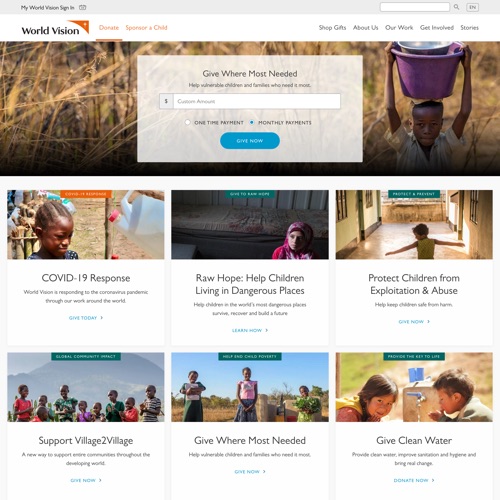 My World Vision Sign In
EN
World Vision
Donate
Sponsor a Child
Shop Gifts
About Us
Our Work
Get Involved
Stories
Give Where Most Needed
Help vulnerable children and families who need it most.
$
Custom Amount
ONE TIME PAYMENT
MONTHLY PAYMENTS
GIVE NOW
COVID-19 RESPONSE
GIVE TO RAW HOPE
PROTECT & PREVENT
COVID-19 Response
World Vision is responding to the coronavirus pandemic
through our work around the world.
GIVE TODAY >
Raw Hope: Help Children
Living in Dangerous Places
Help children in the world's most dangerous places
survive, recover and build a future
LEARN HOW >
Protect Children from
Exploitation & Abuse
Help keep children safe from harm.
GIVE NOW >
GLOBAL COMMUNITY IMPACT
HELP END CHILD POVERTY
PROVIDE THE KEY TO LIFE
Support Village2Village
A new way to support entire communities throughout the
developing world.
GIVE NOW >
Give Where Most Needed
Help vulnerable children and families who need it most.
GIVE NOW >
Give Clean Water
Provide clean water, improve sanitation and hygiene and
bring real change.
DONATE NOW >